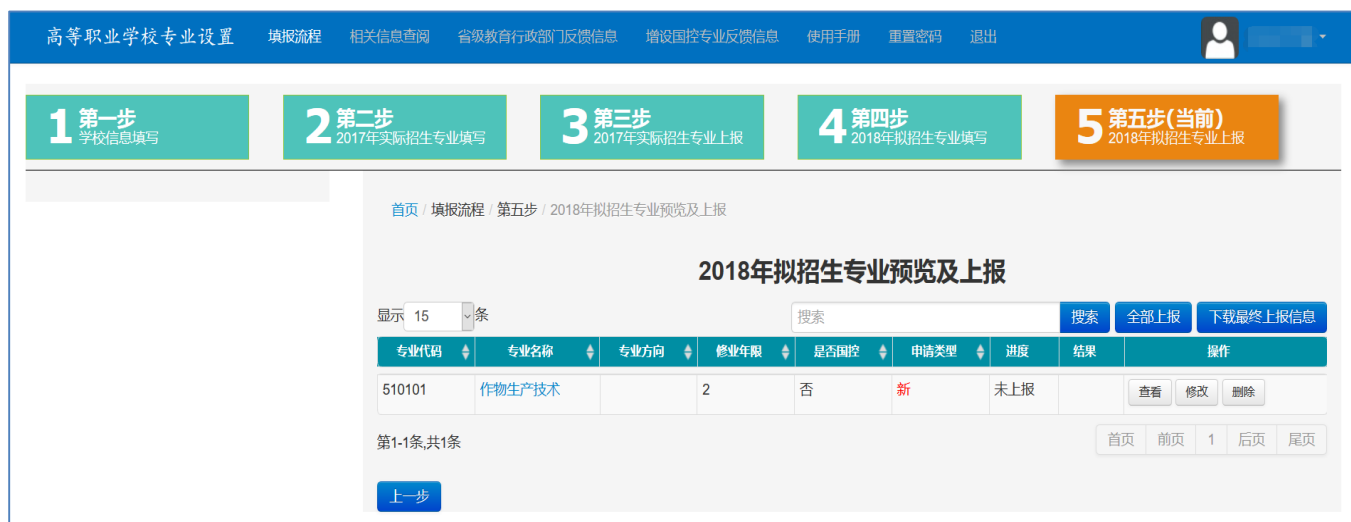 高等职业学校专业设置 填报流程 相关信息查阅 省级教育行政部门反馈信息 增设国控专业反馈信息 使用手册 重置密码 退出
1 第一步 2 第二步 3 第三步 4 第四步 5 第五步(当前)
学校信息填写 2017年实际招生专业填写 2017年实际招生专业上报 2018年拟招生专业填写 2018年拟招生专业上报
首页 / 填报流程 / 第五步 / 2018年拟招生专业预览及上报
2018年拟招生专业预览及上报
显示 15 条 搜索 搜索 全部上报 下载最终上报信息
专业代码 专业名称 专业方向 修业年限 是否国控 申请类型 进度 结果 操作
510101 作物生产技术 2 否 新 未上报 查看 修改 删除
第1-1条,共1条 首页 前页 1 后页 尾页
上一步